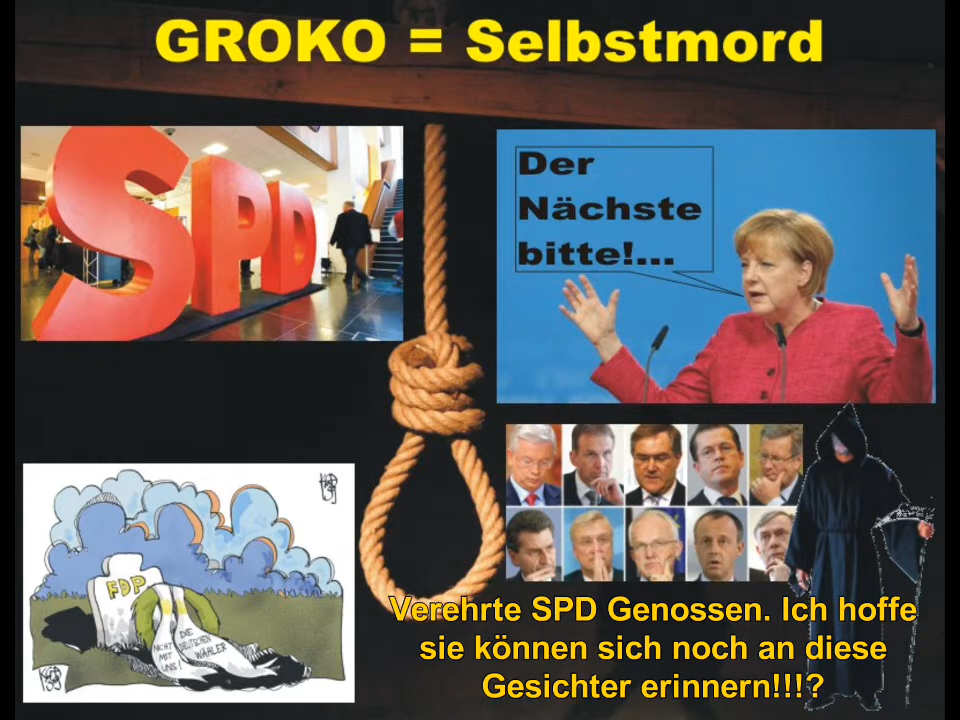 GROKO = Selbstmord
SPD
Der
Nächste
bitte!...
FDP
NICHT
MIT
UNS!
DIE
DEUTSCHEN
WÄHLER
Verehrte SPD Genossen. Ich hoffe
sie können sich noch an diese
Gesichter erinnern!!!?